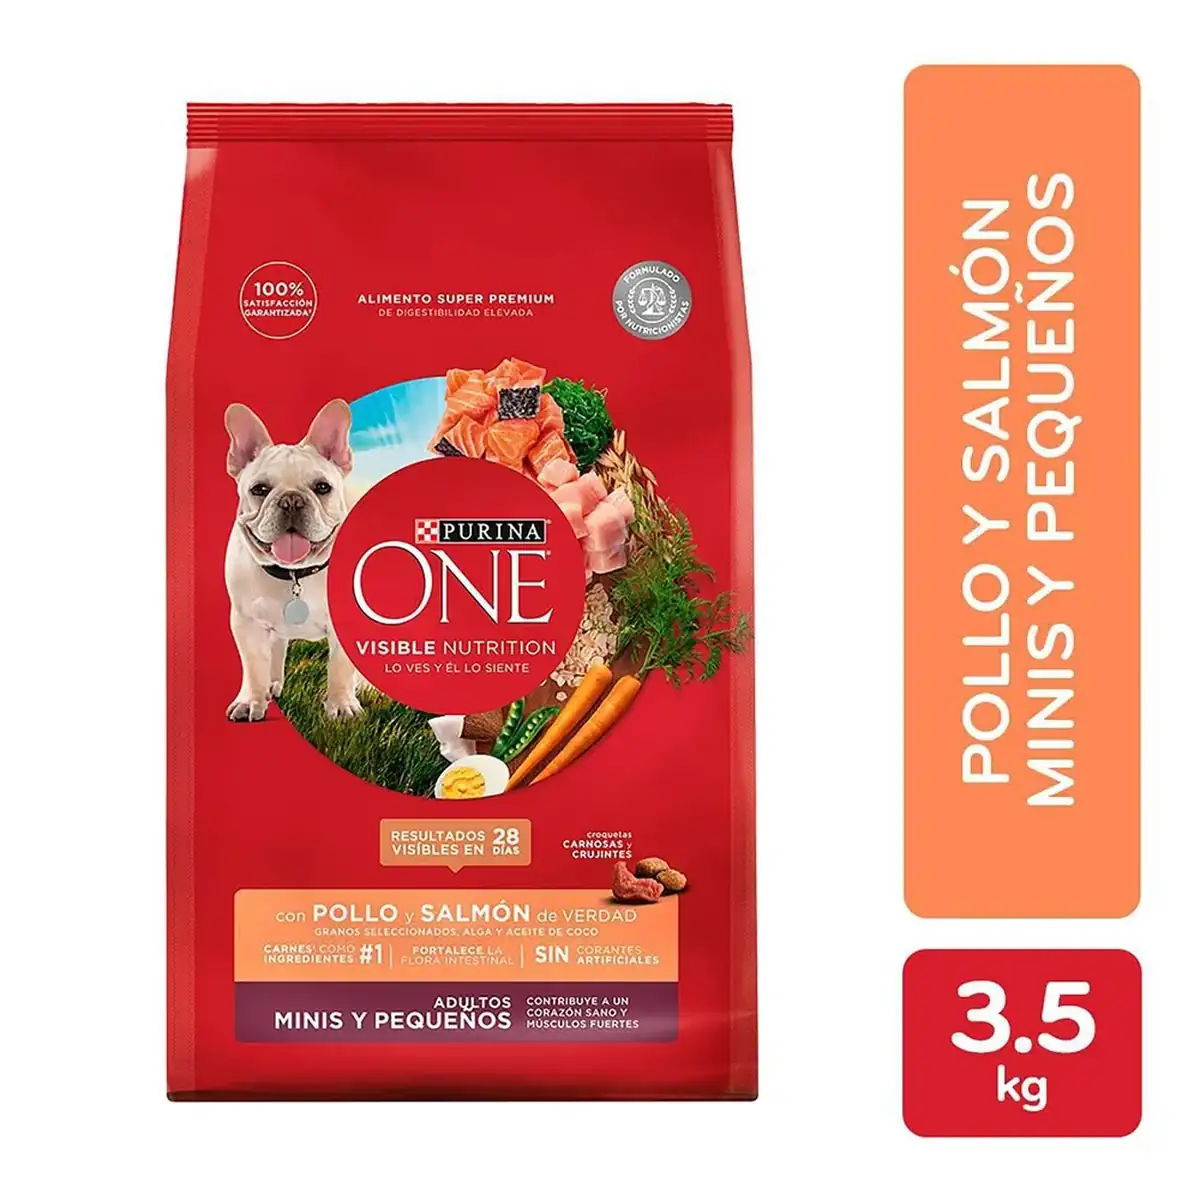 100%
SATISFACCIÓN
GARANTIZADA
ALIMENTO SUPER PREMIUM
DE DIGESTIBILIDAD ELEVADA
FORMULADO
POR NUTRICIONISTAS
PURINA
ONE
VISIBLE NUTRITION
LO VES Y ÉL LO SIENTE
RESULTADOS
VISIBLES EN 28
DÍAS
croquetas
CARNOSAS y
CRUJINTES
con POLLO y SALMÓN de VERDAD
GRANOS SELECCIONADOS, ALGA Y ACEITE DE COCO
CARNES COMO
INGREDIENTES #1
FORTALECE LA
FLORA INTESTINAL
SIN CORANTES
ARTIFICIALES
ADULTOS
MINIS Y PEQUEÑOS
CONTRIBUYE A UN
CORAZÓN SANO Y
MÚSCULOS FUERTES
POLLO Y SALMÓN
MINIS Y PEQUEÑOS
3.5
kg